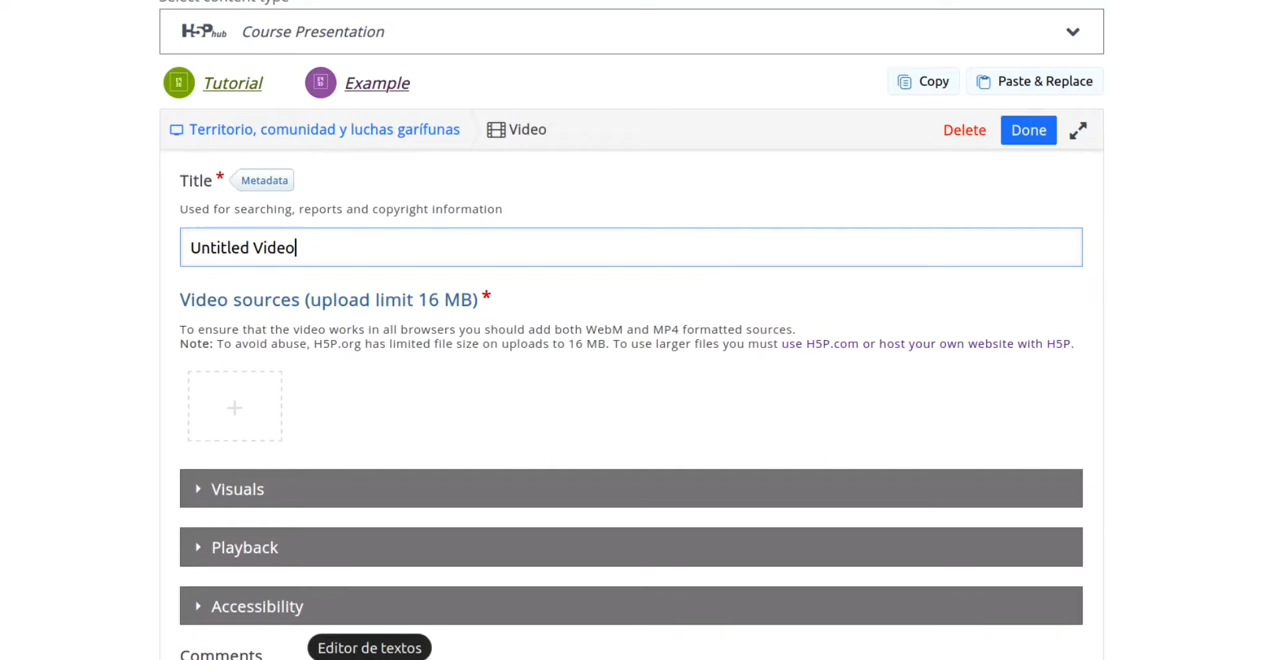 Select content type
H5Phub Course Presentation
Tutorial Example Copy Paste & Replace
Territorio, comunidad y luchas garífunas Video Delete Done
Title * Metadata
Used for searching, reports and copyright information
Untitled Video
Video sources (upload limit 16 MB) *
To ensure that the video works in all browsers you should add both WebM and MP4 formatted sources.
Note: To avoid abuse, H5P.org has limited file size on uploads to 16 MB. To use larger files you must use H5P.com or host your own website with H5P.
Visuals
Playback
Accessibility
Comments
Editor de textos